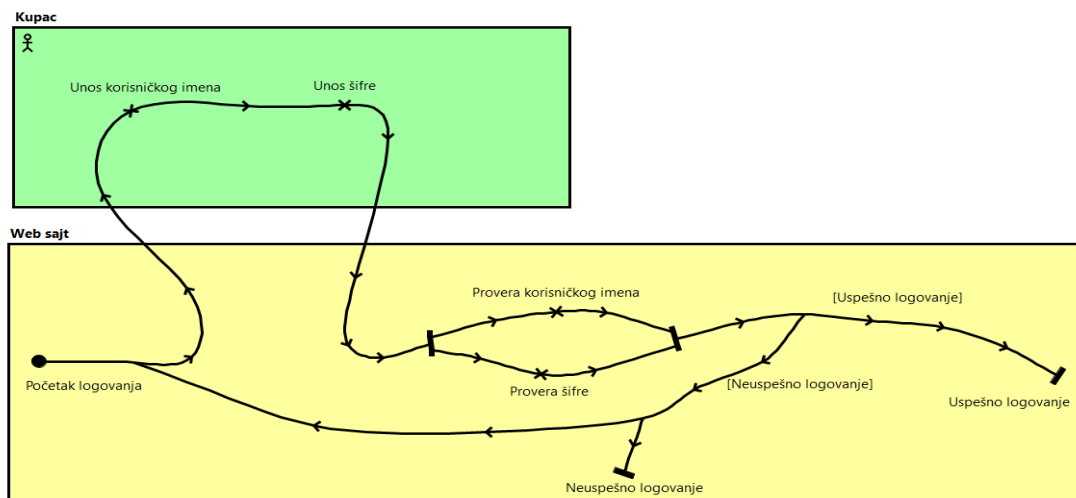 Kupac
Unos korisničkog imena
Unos šifre
Web sajt
Provera korisničkog imena
[Uspešno logovanje]
Početak logovanja
Provera šifre
[Neuspešno logovanje]
Uspešno logovanje
Neuspešno logovanje